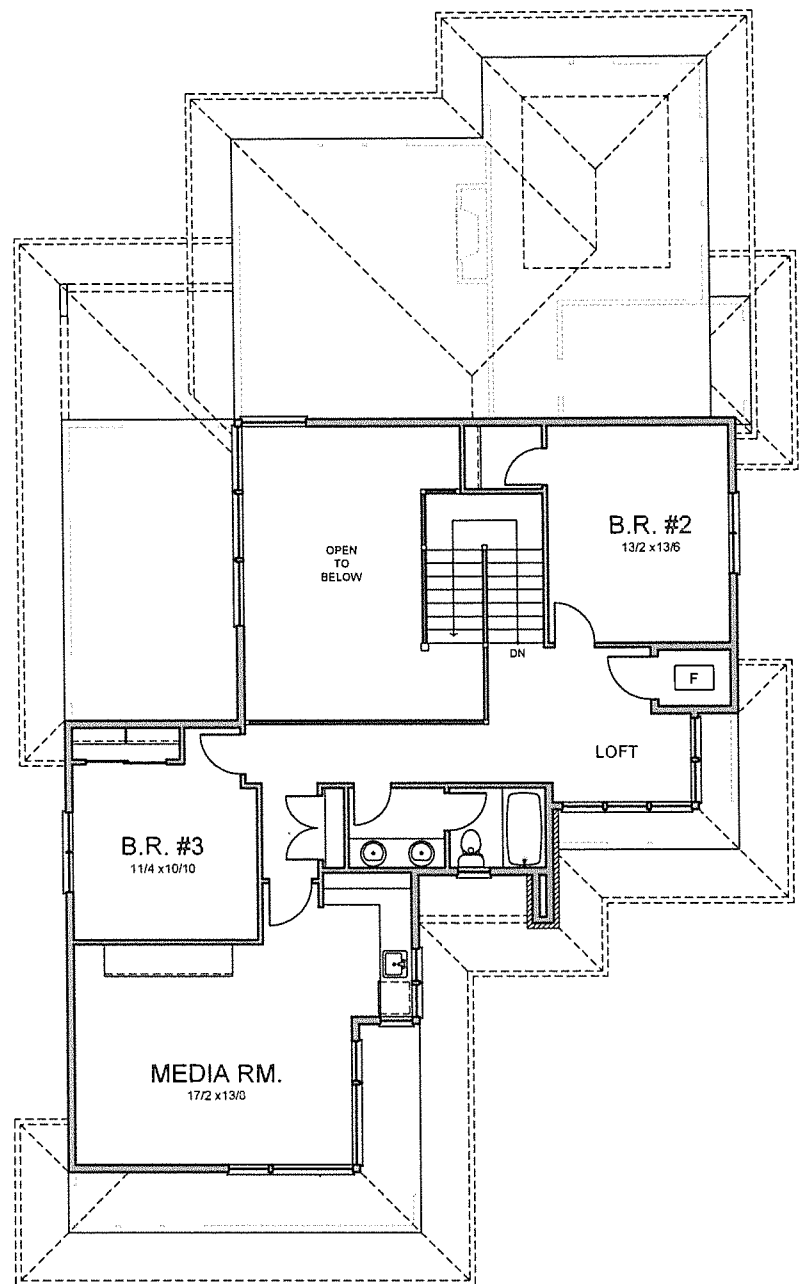 OPEN
TO
BELOW
B.R. #2
13/2 x13/6
DN
F
LOFT
B.R. #3
11/4 x10/10
MEDIA RM.
17/2 x13/8